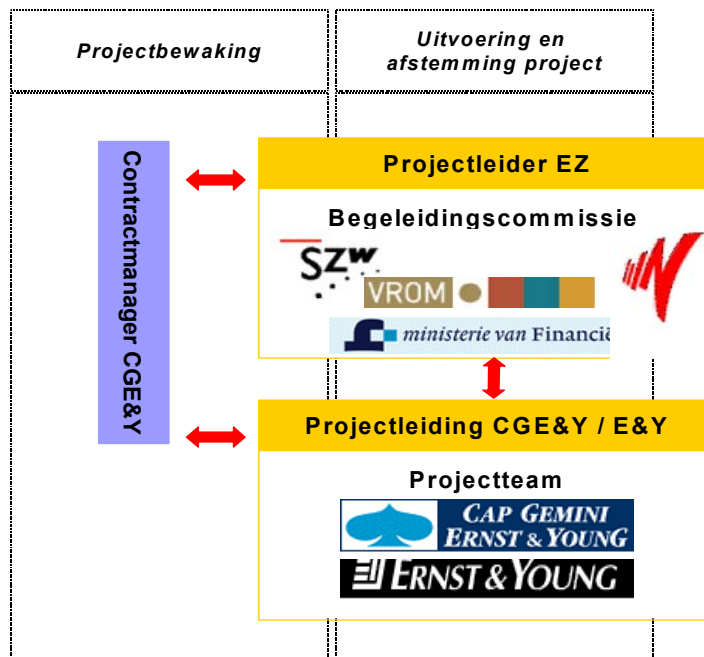 Projectbewaking
Uitvoering en
afstemming project
Contractmanager CGE&Y
Projectleider EZ
Begeleidingscommissie
SZW
VROM
ministerie van Financië
Projectleiding CGE&Y / E&Y
Projectteam
CAP GEMINI
ERNST & YOUNG
ERNST & YOUNG